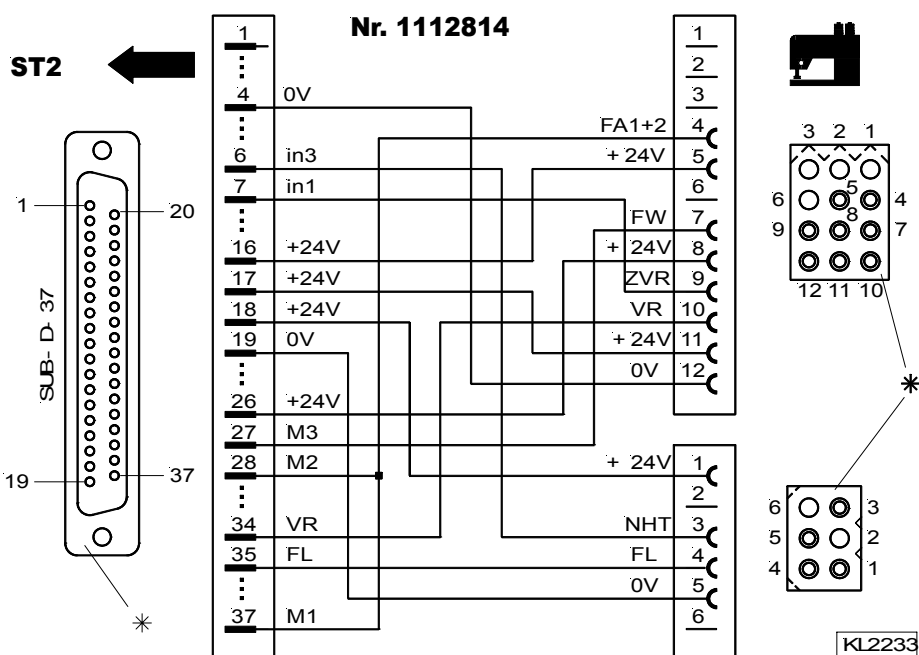 Nr. 1112814
ST2
SUB- D- 37
1
20
19
37
1
4 0V
6 in3
7 in1
16 +24V
17 +24V
18 +24V
19 0V
26 +24V
27 M3
28 M2
34 VR
35 FL
37 M1
1
2
3
FA1+2 4
+ 24V 5
6
FW 7
+ 24V 8
ZVR 9
VR 10
+ 24V 11
0V 12
+ 24V 1
2
NHT 3
FL 4
0V 5
6
3 2 1
6 5 4
9 8 7
12 11 10
*
6 3
5 2
4 1
*
KL2233